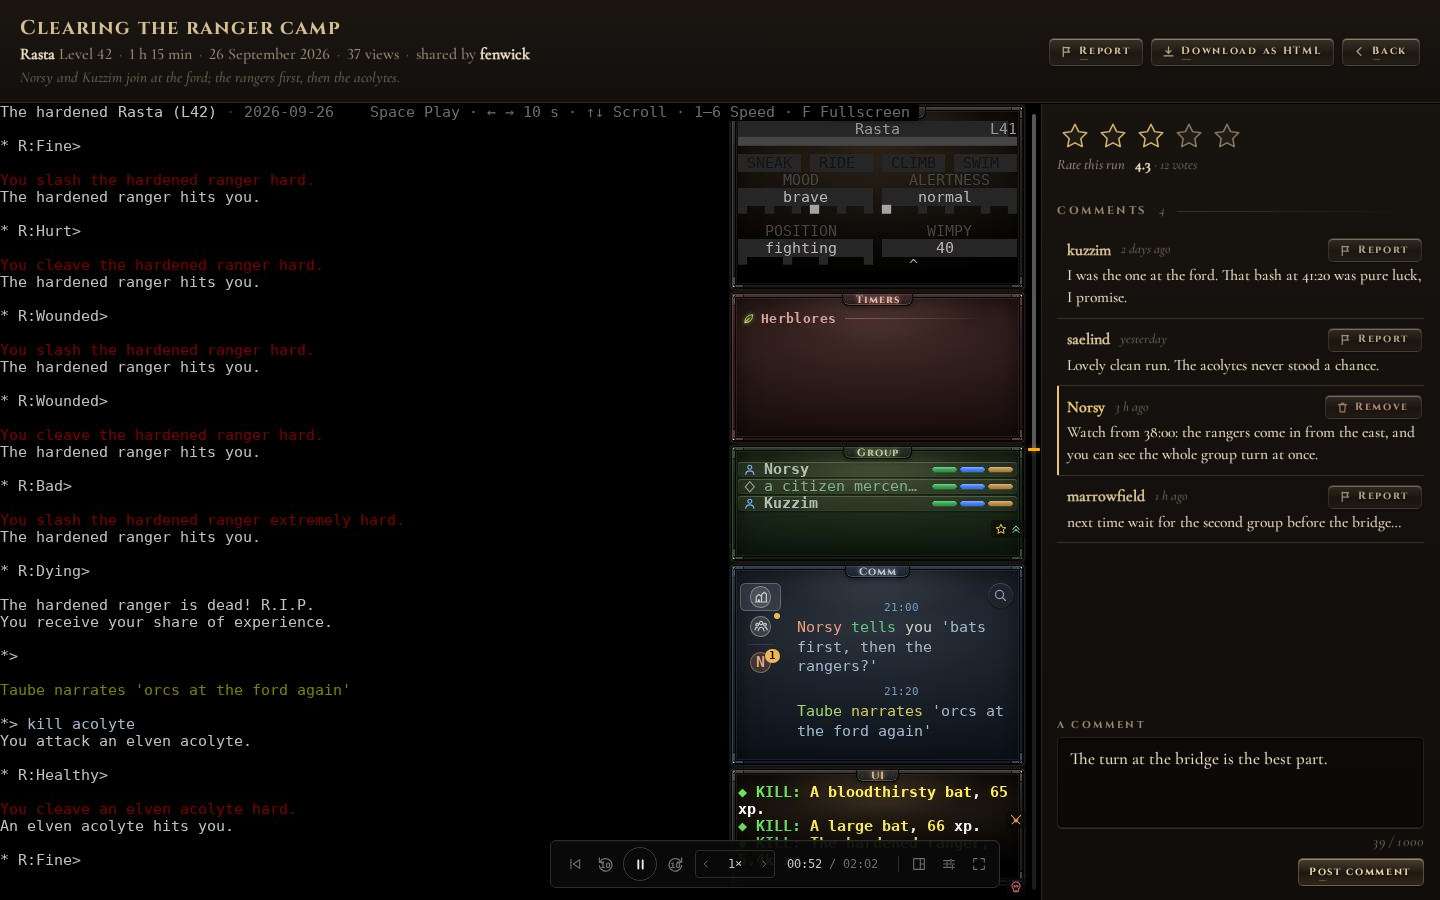 Clearing the ranger camp
Rasta Level 42 · 1 h 15 min · 26 September 2026 · 37 views · shared by fenwick
Norsy and Kuzzim join at the ford; the rangers first, then the acolytes.
Report
Download as HTML
Back
The hardened Rasta (L42) · 2026-09-26    Space Play · ← → 10 s · ↑↓ Scroll · 1–6 Speed · F Fullscreen
* R:Fine>
You slash the hardened ranger hard.
The hardened ranger hits you.
* R:Hurt>
You cleave the hardened ranger hard.
The hardened ranger hits you.
* R:Wounded>
You slash the hardened ranger hard.
The hardened ranger hits you.
* R:Wounded>
You cleave the hardened ranger hard.
The hardened ranger hits you.
* R:Bad>
You slash the hardened ranger extremely hard.
The hardened ranger hits you.
* R:Dying>
The hardened ranger is dead! R.I.P.
You receive your share of experience.
*>
Taube narrates 'orcs at the ford again'
*> kill acolyte
You attack an elven acolyte.
* R:Healthy>
You cleave an elven acolyte hard.
An elven acolyte hits you.
* R:Fine>
Rasta L41
SNEAK RIDE CLIMB SWIM
MOOD ALERTNESS
brave normal
POSITION WIMPY
fighting 40
Timers
Herblores
Group
Norsy
a citizen mercen…
Kuzzim
Comm
21:00
Norsy tells you 'bats
first, then the
rangers?'
N 1
21:20
Taube narrates 'orcs at
the ford again'
UI
◆ KILL: A bloodthirsty bat, 65
xp.
◆ KILL: A large bat, 66 xp.
◆ KILL: The hardened ranger,
10 10 1× 00:52 / 02:02
Rate this run 4.3 · 12 votes
Comments 4
kuzzim 2 days ago
Report
I was the one at the ford. That bash at 41:20 was pure luck,
I promise.
saelind yesterday
Report
Lovely clean run. The acolytes never stood a chance.
Norsy 3 h ago
Remove
Watch from 38:00: the rangers come in from the east, and
you can see the whole group turn at once.
marrowfield 1 h ago
Report
next time wait for the second group before the bridge…
A comment
The turn at the bridge is the best part.
39 / 1000
Post comment